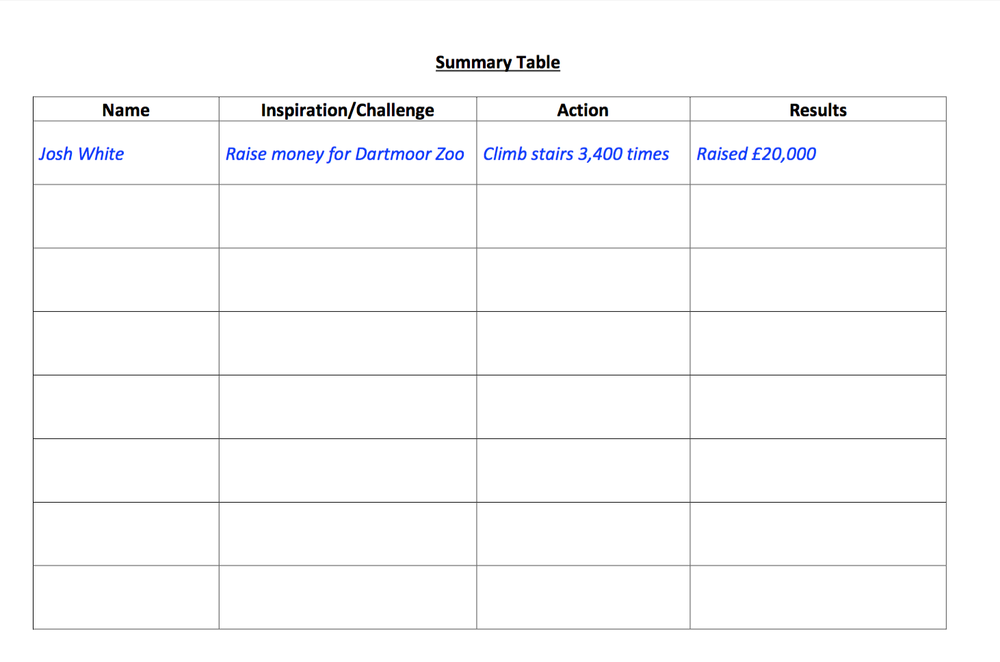 Summary Table
Name Inspiration/Challenge Action Results
Josh White Raise money for Dartmoor Zoo Climb stairs 3,400 times Raised £20,000